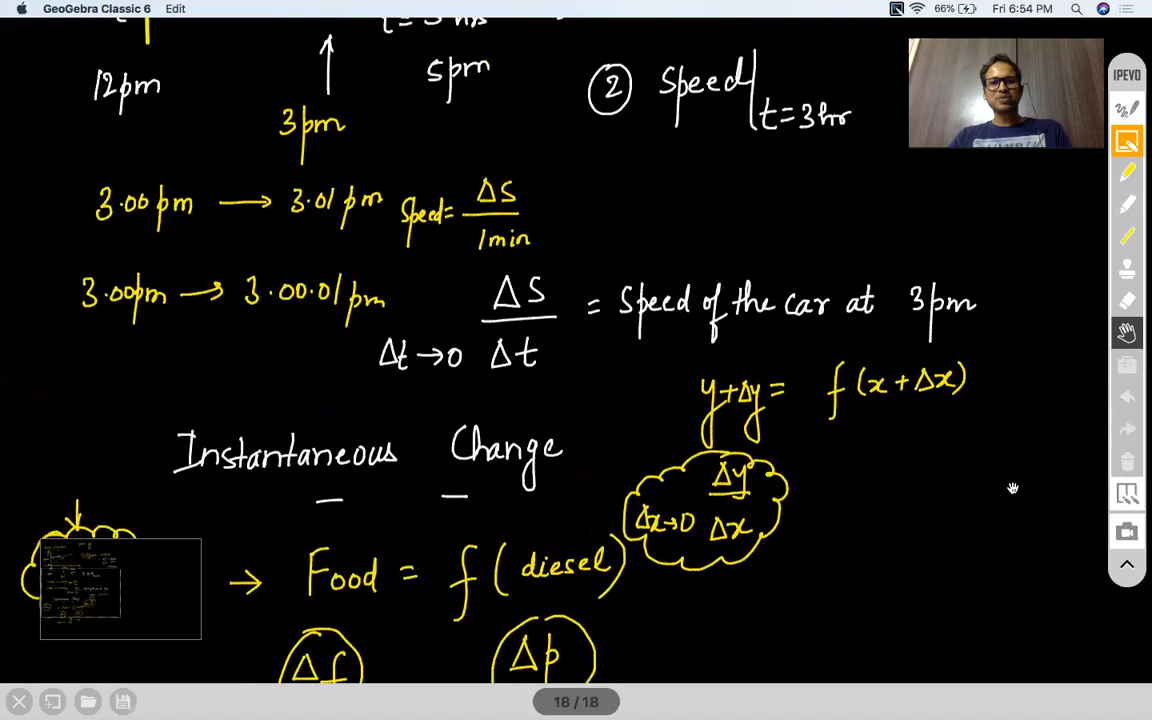 GeoGebra Classic 6 Edit 66% Fri 6:54 PM
12pm
5pm
3pm
② Speed| t=3hr
IPEVO
3.00pm → 3.01pm Speed= ΔS
1min
3.00pm → 3.00.01pm
ΔS = Speed of the car at 3pm
Δt→0 Δt
y+Δy= f(x+Δx)
Instantaneous Change
Δy
Δx→0 Δx
→ Food = f(diesel)
Δf Δp
18 / 18